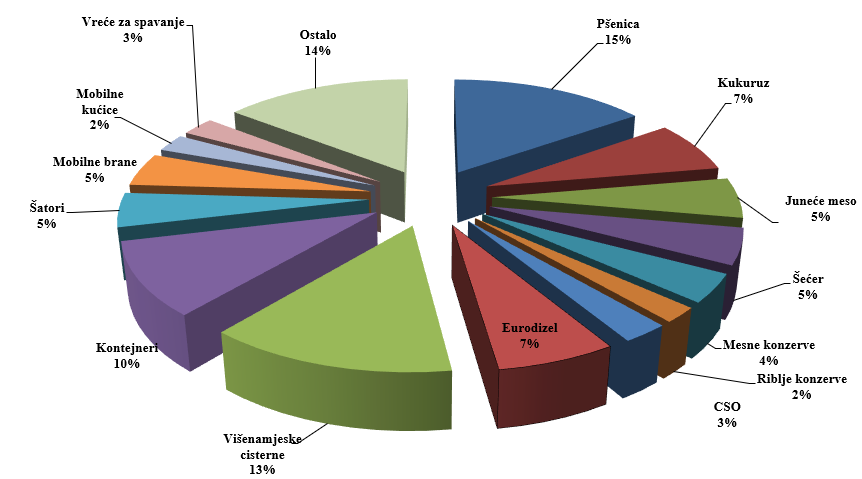 Pšenica
15%
Kukuruz
7%
Juneće meso
5%
Šećer
5%
Mesne konzerve
4%
Riblje konzerve
2%
CSO
3%
Eurodizel
7%
Višenamjeske
cisterne
13%
Kontejneri
10%
Šatori
5%
Mobilne brane
5%
Mobilne
kućice
2%
Vreće za spavanje
3%
Ostalo
14%